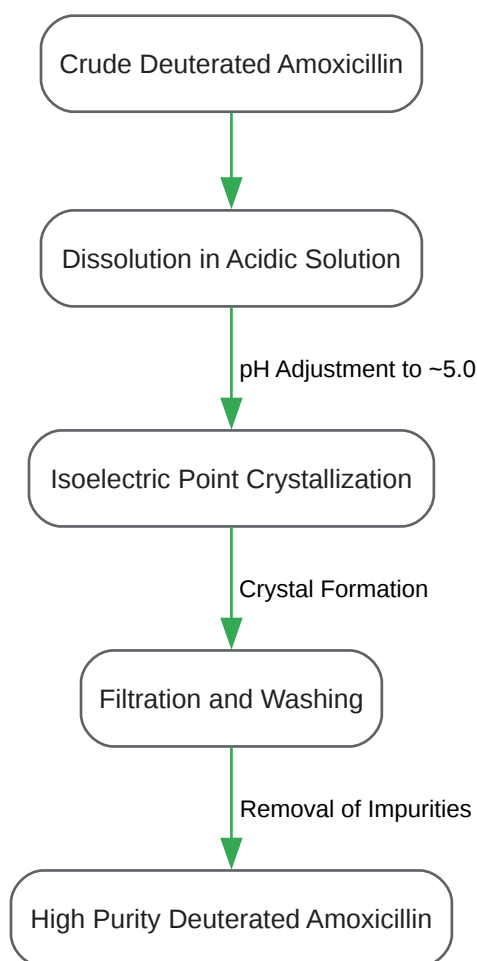 Crude Deuterated Amoxicillin
Dissolution in Acidic Solution
pH Adjustment to ~5.0
Isoelectric Point Crystallization
Crystal Formation
Filtration and Washing
Removal of Impurities
High Purity Deuterated Amoxicillin